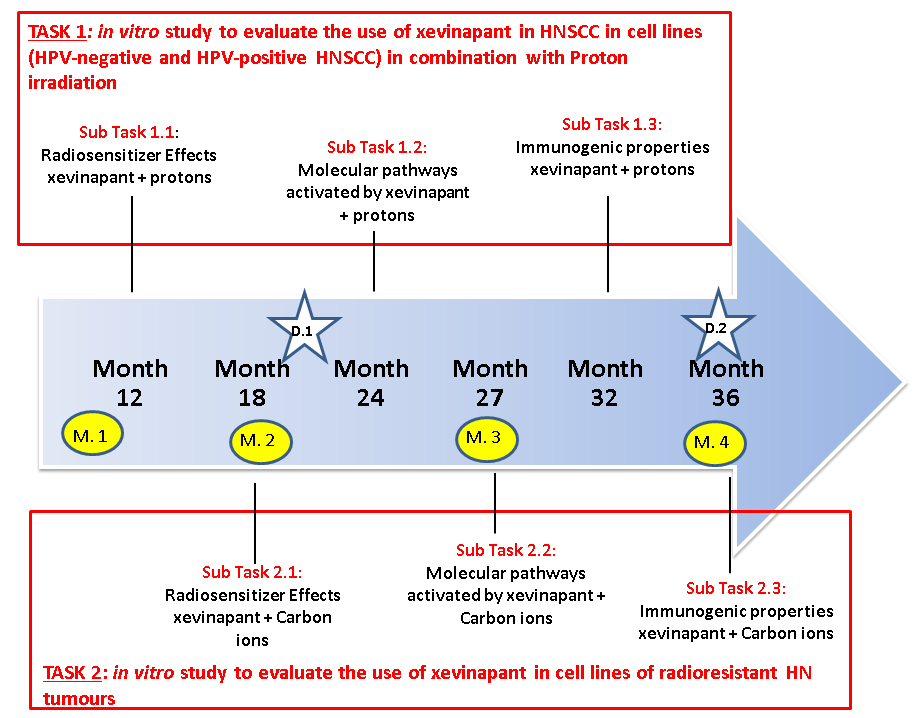 TASK 1: in vitro study to evaluate the use of xevinapant in HNSCC in cell lines
(HPV-negative and HPV-positive HNSCC) in combination with Proton
irradiation
Sub Task 1.1:
Radiosensitizer Effects
xevinapant + protons
Sub Task 1.2:
Molecular pathways
activated by xevinapant
+ protons
Sub Task 1.3:
Immunogenic properties
xevinapant + protons
D.1
D.2
Month
12
Month
18
Month
24
Month
27
Month
32
Month
36
M. 1
M. 2
M. 3
M. 4
Sub Task 2.1:
Radiosensitizer Effects
xevinapant + Carbon
ions
Sub Task 2.2:
Molecular pathways
activated by xevinapant +
Carbon ions
Sub Task 2.3:
Immunogenic properties
xevinapant + Carbon ions
TASK 2: in vitro study to evaluate the use of xevinapant in cell lines of radioresistant HN
tumours